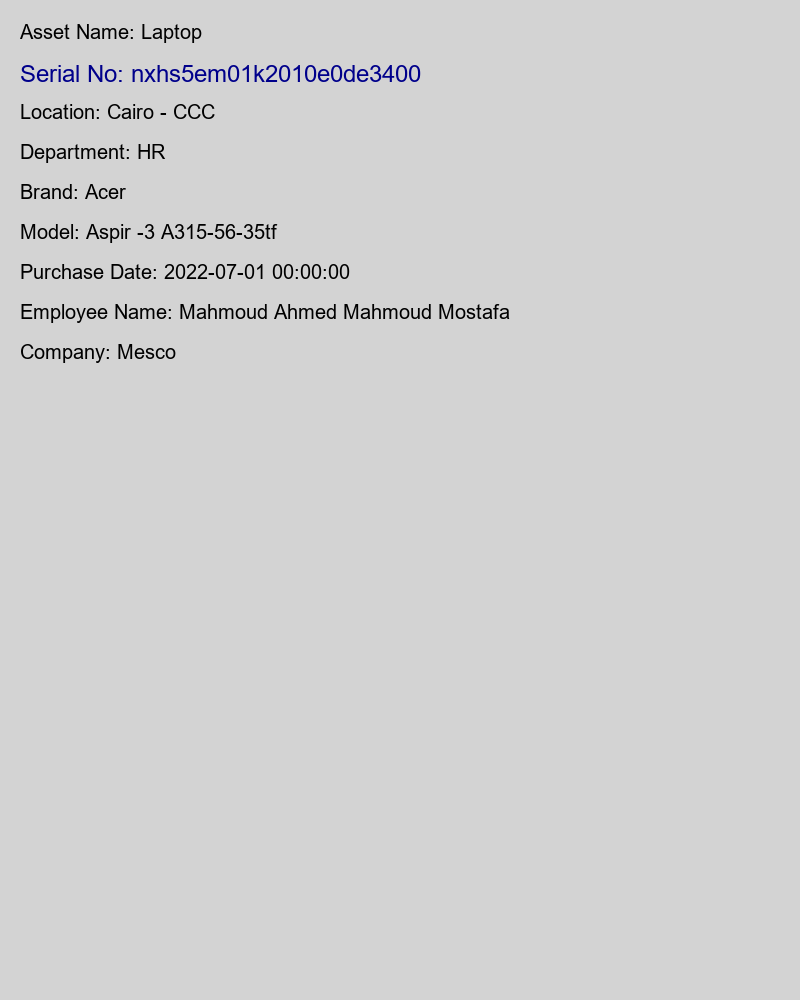 Asset Name: Laptop
Serial No: nxhs5em01k2010e0de3400
Location: Cairo - CCC
Department: HR
Brand: Acer
Model: Aspir -3 A315-56-35tf
Purchase Date: 2022-07-01 00:00:00
Employee Name: Mahmoud Ahmed Mahmoud Mostafa
Company: Mesco